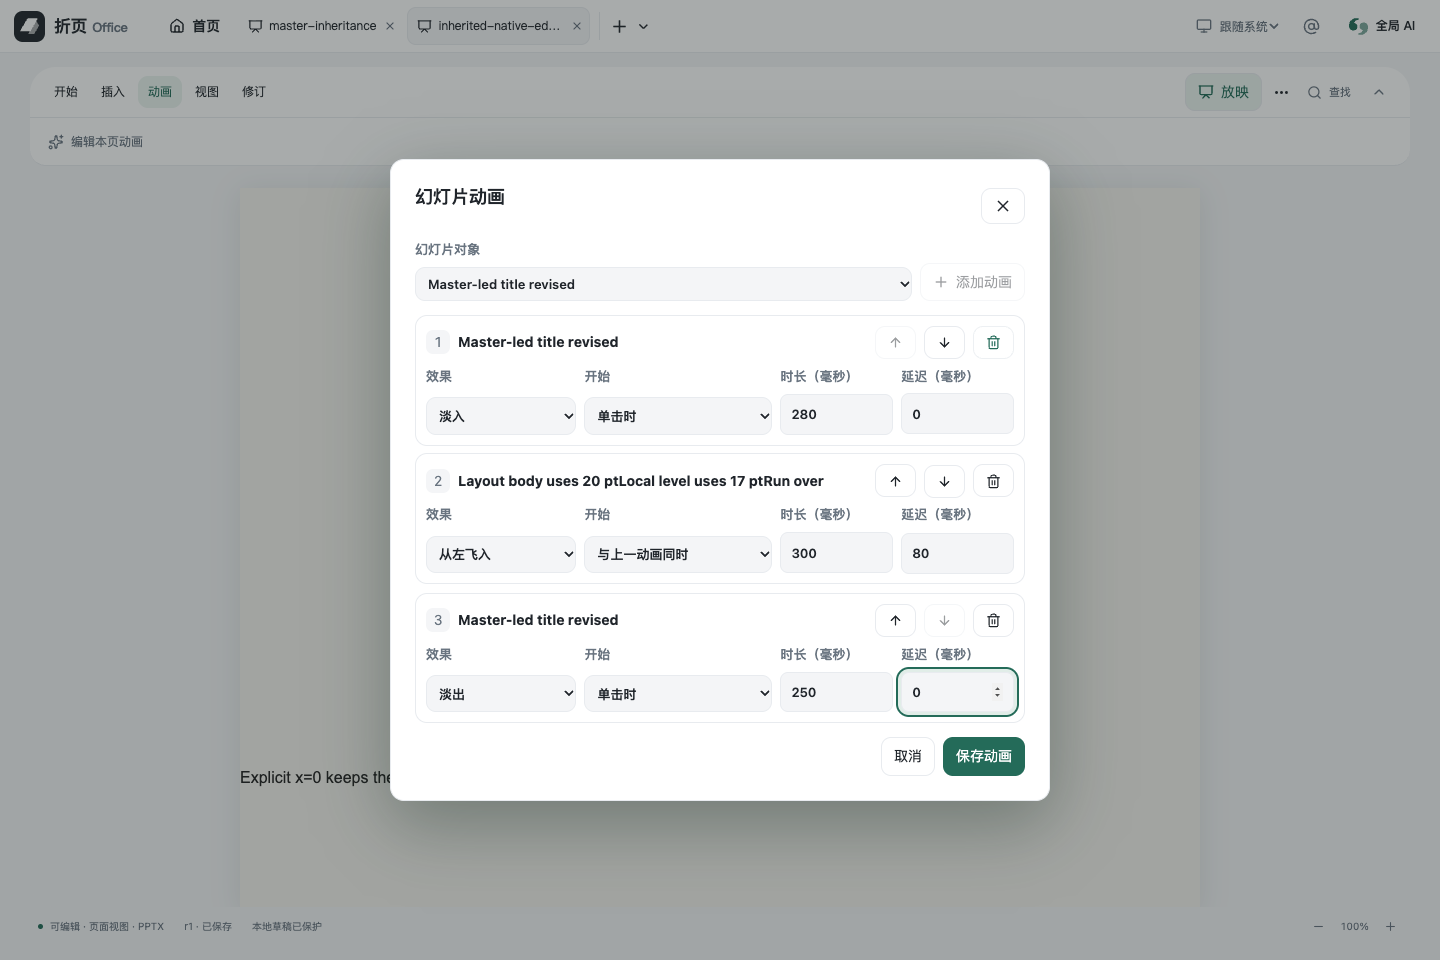 折页 Office
首页
master-inheritance
inherited-native-ed...
跟随系统
全局 AI
开始
插入
动画
视图
修订
放映
查找
编辑本页动画
幻灯片动画
幻灯片对象
Master-led title revised
添加动画
1 Master-led title revised
效果 开始 时长（毫秒） 延迟（毫秒）
淡入 单击时 280 0
2 Layout body uses 20 ptLocal level uses 17 ptRun over
效果 开始 时长（毫秒） 延迟（毫秒）
从左飞入 与上一动画同时 300 80
3 Master-led title revised
效果 开始 时长（毫秒） 延迟（毫秒）
淡出 单击时 250 0
取消 保存动画
Explicit x=0 keeps the
可编辑 · 页面视图 · PPTX r1 · 已保存 本地草稿已保护
100%